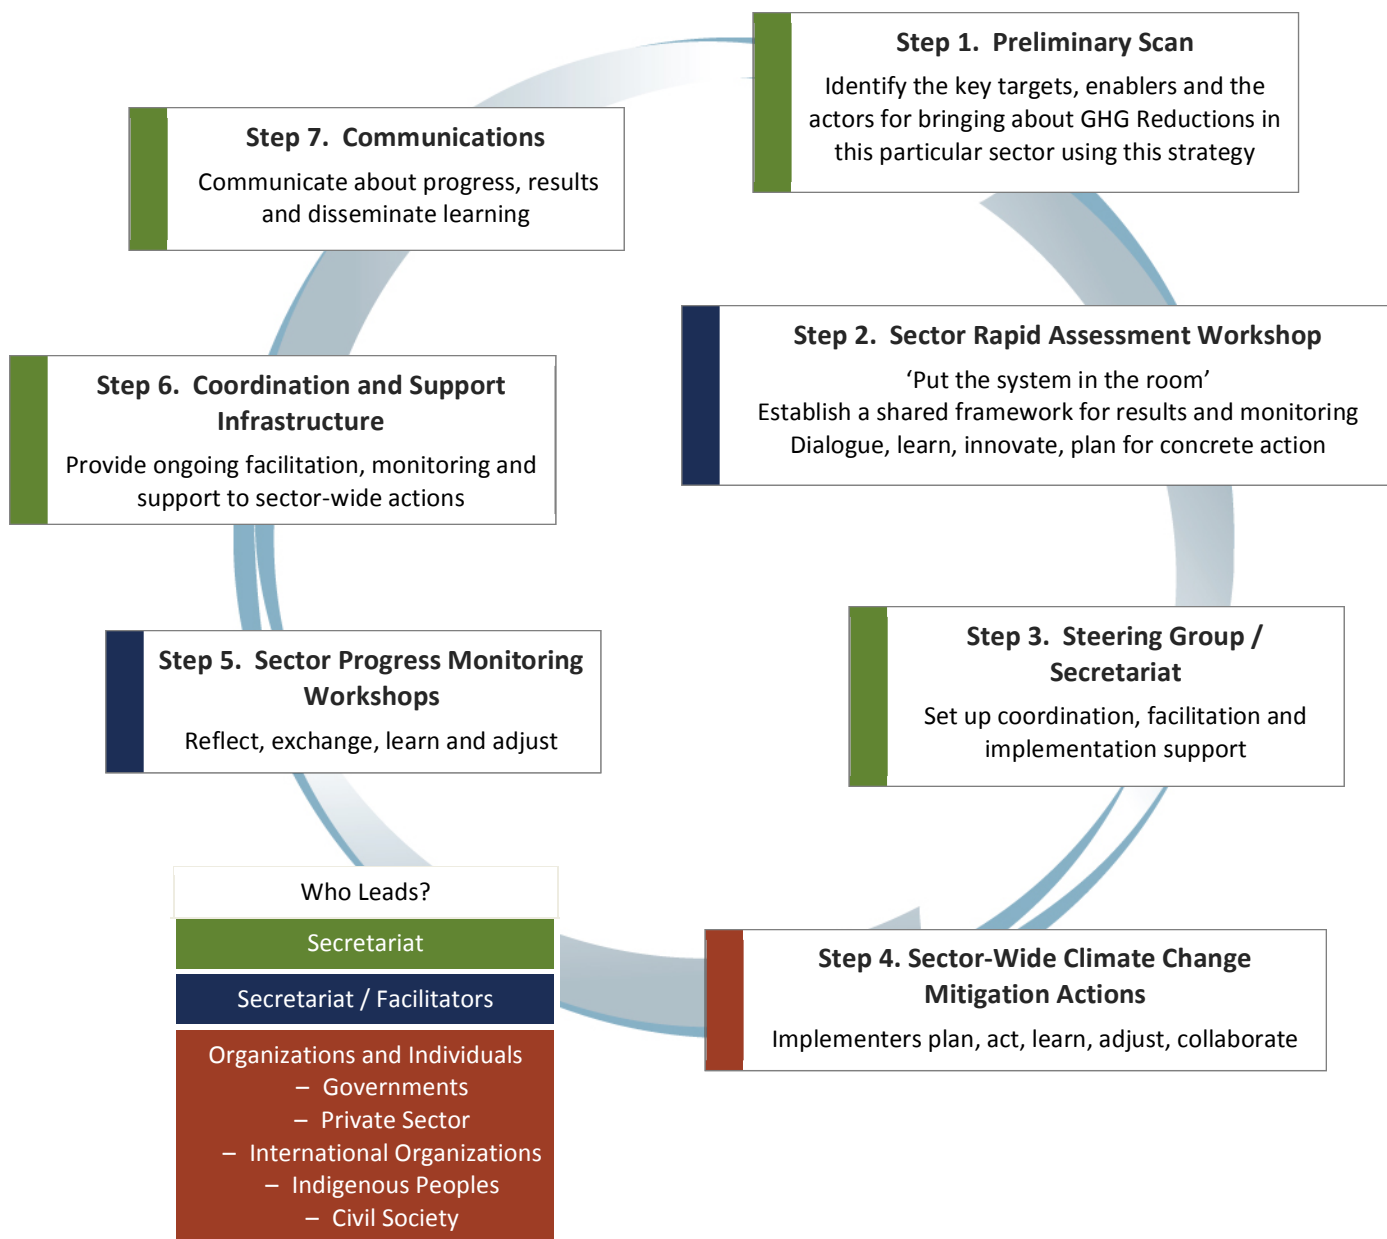 Step 1.  Preliminary Scan
Identify the key targets, enablers and the
actors for bringing about GHG Reductions in
this particular sector using this strategy
Step 2.  Sector Rapid Assessment Workshop
‘Put the system in the room’
Establish a shared framework for results and monitoring
Dialogue, learn, innovate, plan for concrete action
Step 3.  Steering Group /
Secretariat
Set up coordination, facilitation and
implementation support
Step 4. Sector-Wide Climate Change
Mitigation Actions
Implementers plan, act, learn, adjust, collaborate
Step 5.  Sector Progress Monitoring
Workshops
Reflect, exchange, learn and adjust
Step 6.  Coordination and Support
Infrastructure
Provide ongoing facilitation, monitoring and
support to sector-wide actions
Step 7.  Communications
Communicate about progress, results
and disseminate learning
Who Leads?
Secretariat
Secretariat / Facilitators
Organizations and Individuals
– Governments
– Private Sector
– International Organizations
– Indigenous Peoples
– Civil Society